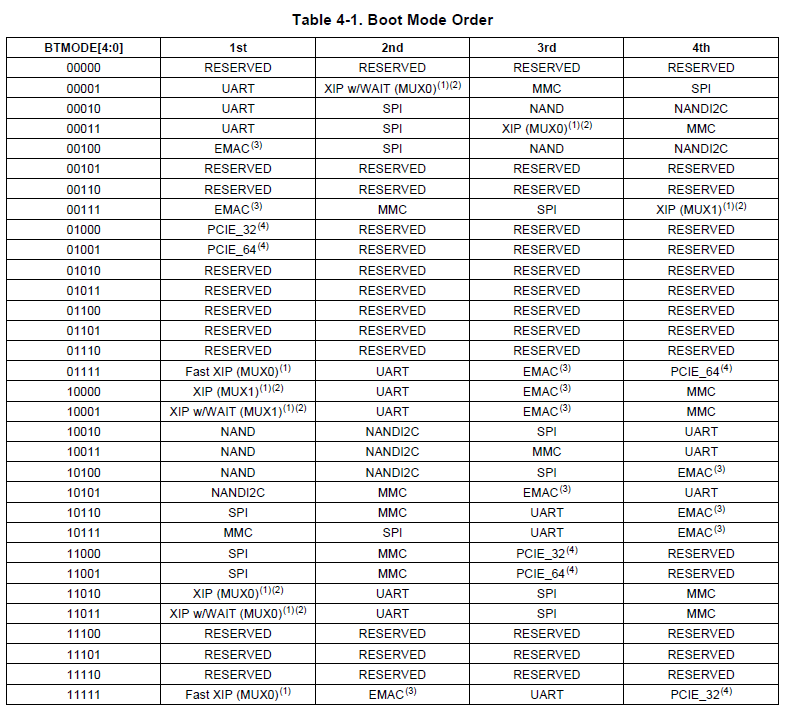 Table 4-1. Boot Mode Order
BTMODE[4:0] 1st 2nd 3rd 4th
00000 RESERVED RESERVED RESERVED RESERVED
00001 UART XIP w/WAIT (MUX0)(1)(2) MMC SPI
00010 UART SPI NAND NANDI2C
00011 UART SPI XIP (MUX0)(1)(2) MMC
00100 EMAC(3) SPI NAND NANDI2C
00101 RESERVED RESERVED RESERVED RESERVED
00110 RESERVED RESERVED RESERVED RESERVED
00111 EMAC(3) MMC SPI XIP (MUX1)(1)(2)
01000 PCIE_32(4) RESERVED RESERVED RESERVED
01001 PCIE_64(4) RESERVED RESERVED RESERVED
01010 RESERVED RESERVED RESERVED RESERVED
01011 RESERVED RESERVED RESERVED RESERVED
01100 RESERVED RESERVED RESERVED RESERVED
01101 RESERVED RESERVED RESERVED RESERVED
01110 RESERVED RESERVED RESERVED RESERVED
01111 Fast XIP (MUX0)(1) UART EMAC(3) PCIE_64(4)
10000 XIP (MUX1)(1)(2) UART EMAC(3) MMC
10001 XIP w/WAIT (MUX1)(1)(2) UART EMAC(3) MMC
10010 NAND NANDI2C SPI UART
10011 NAND NANDI2C MMC UART
10100 NAND NANDI2C SPI EMAC(3)
10101 NANDI2C MMC EMAC(3) UART
10110 SPI MMC UART EMAC(3)
10111 MMC SPI UART EMAC(3)
11000 SPI MMC PCIE_32(4) RESERVED
11001 SPI MMC PCIE_64(4) RESERVED
11010 XIP (MUX0)(1)(2) UART SPI MMC
11011 XIP w/WAIT (MUX0)(1)(2) UART SPI MMC
11100 RESERVED RESERVED RESERVED RESERVED
11101 RESERVED RESERVED RESERVED RESERVED
11110 RESERVED RESERVED RESERVED RESERVED
11111 Fast XIP (MUX0)(1) EMAC(3) UART PCIE_32(4)